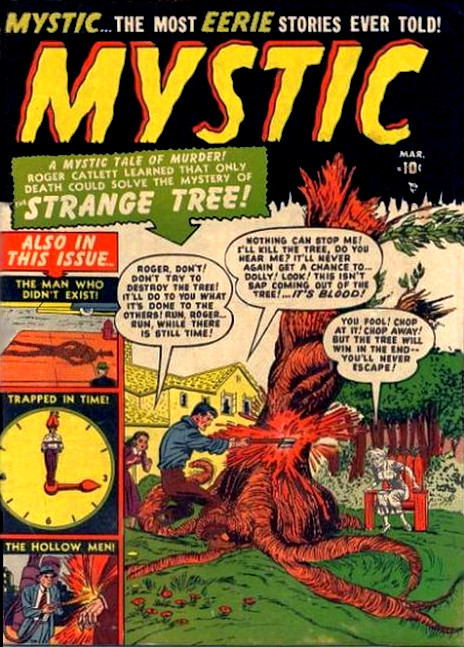 MYSTIC...THE MOST EERIE STORIES EVER TOLD!
MYSTIC
MAR.
10¢
A MYSTIC TALE OF MURDER!
ROGER CATLETT LEARNED THAT ONLY
DEATH COULD SOLVE THE MYSTERY OF
THE STRANGE TREE!
ALSO IN
THIS ISSUE..
THE MAN WHO
DIDN'T EXIST!
TRAPPED IN TIME!
3
6
THE HOLLOW MEN!
ROGER, DON'T!
DON'T TRY TO
DESTROY THE TREE!
IT'LL DO TO YOU WHAT
IT'S DONE TO THE
OTHERS! RUN, ROGER..
RUN, WHILE THERE
IS STILL TIME!
NOTHING CAN STOP ME!
I'LL KILL THE TREE, DO YOU
HEAR ME? IT'LL NEVER
AGAIN GET A CHANCE TO...
DOLLY! LOOK! THIS ISN'T
SAP COMING OUT OF THE
TREE!...IT'S BLOOD!
YOU FOOL! CHOP
AT IT! CHOP AWAY!
BUT THE TREE WILL
WIN IN THE END--
YOU'LL NEVER
ESCAPE!